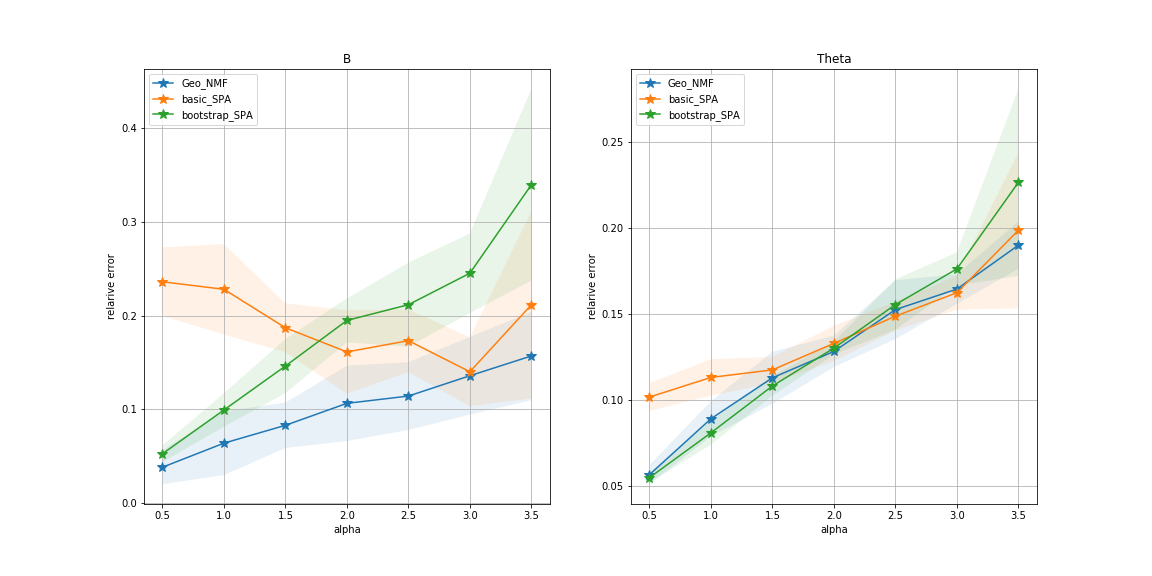 B
Geo_NMF
basic_SPA
bootstrap_SPA
relarive error
0.4
0.3
0.2
0.1
0.0
0.5 1.0 1.5 2.0 2.5 3.0 3.5
alpha
Theta
Geo_NMF
basic_SPA
bootstrap_SPA
relarive error
0.25
0.20
0.15
0.10
0.05
0.5 1.0 1.5 2.0 2.5 3.0 3.5
alpha